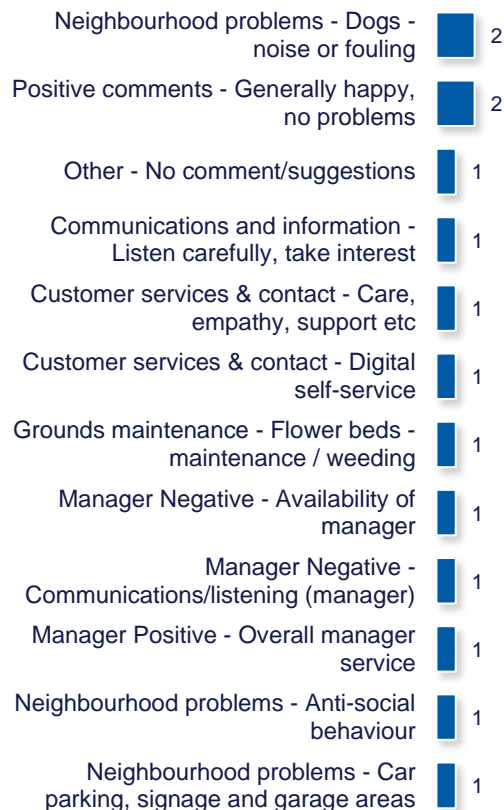 Neighbourhood problems - Dogs -
noise or fouling
2
Positive comments - Generally happy,
no problems
2
Other - No comment/suggestions
1
Communications and information -
Listen carefully, take interest
1
Customer services & contact - Care,
empathy, support etc
1
Customer services & contact - Digital
self-service
1
Grounds maintenance - Flower beds -
maintenance / weeding
1
Manager Negative - Availability of
manager
1
Manager Negative -
Communications/listening (manager)
1
Manager Positive - Overall manager
service
1
Neighbourhood problems - Anti-social
behaviour
1
Neighbourhood problems - Car
parking, signage and garage areas
1